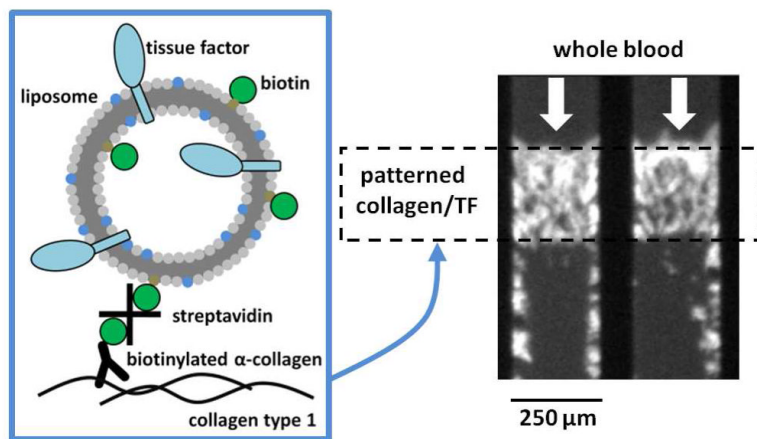 tissue factor
biotin
liposome
streptavidin
biotinylated α-collagen
collagen type 1
whole blood
patterned
collagen/TF
250 µm